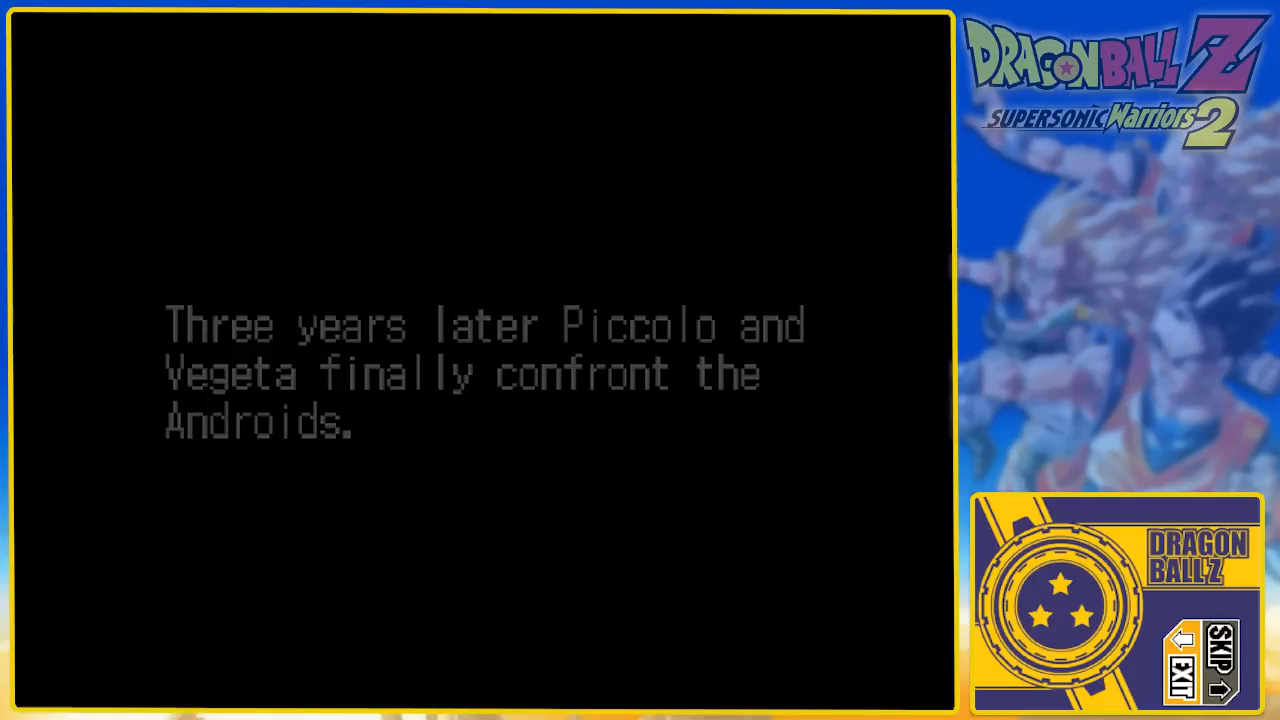 DRAGON BALL Z
SUPERSONIC Warriors 2
Three years later Piccolo and
Vegeta finally confront the
Androids.
DRAGON
BALL Z
SKIP
EXIT